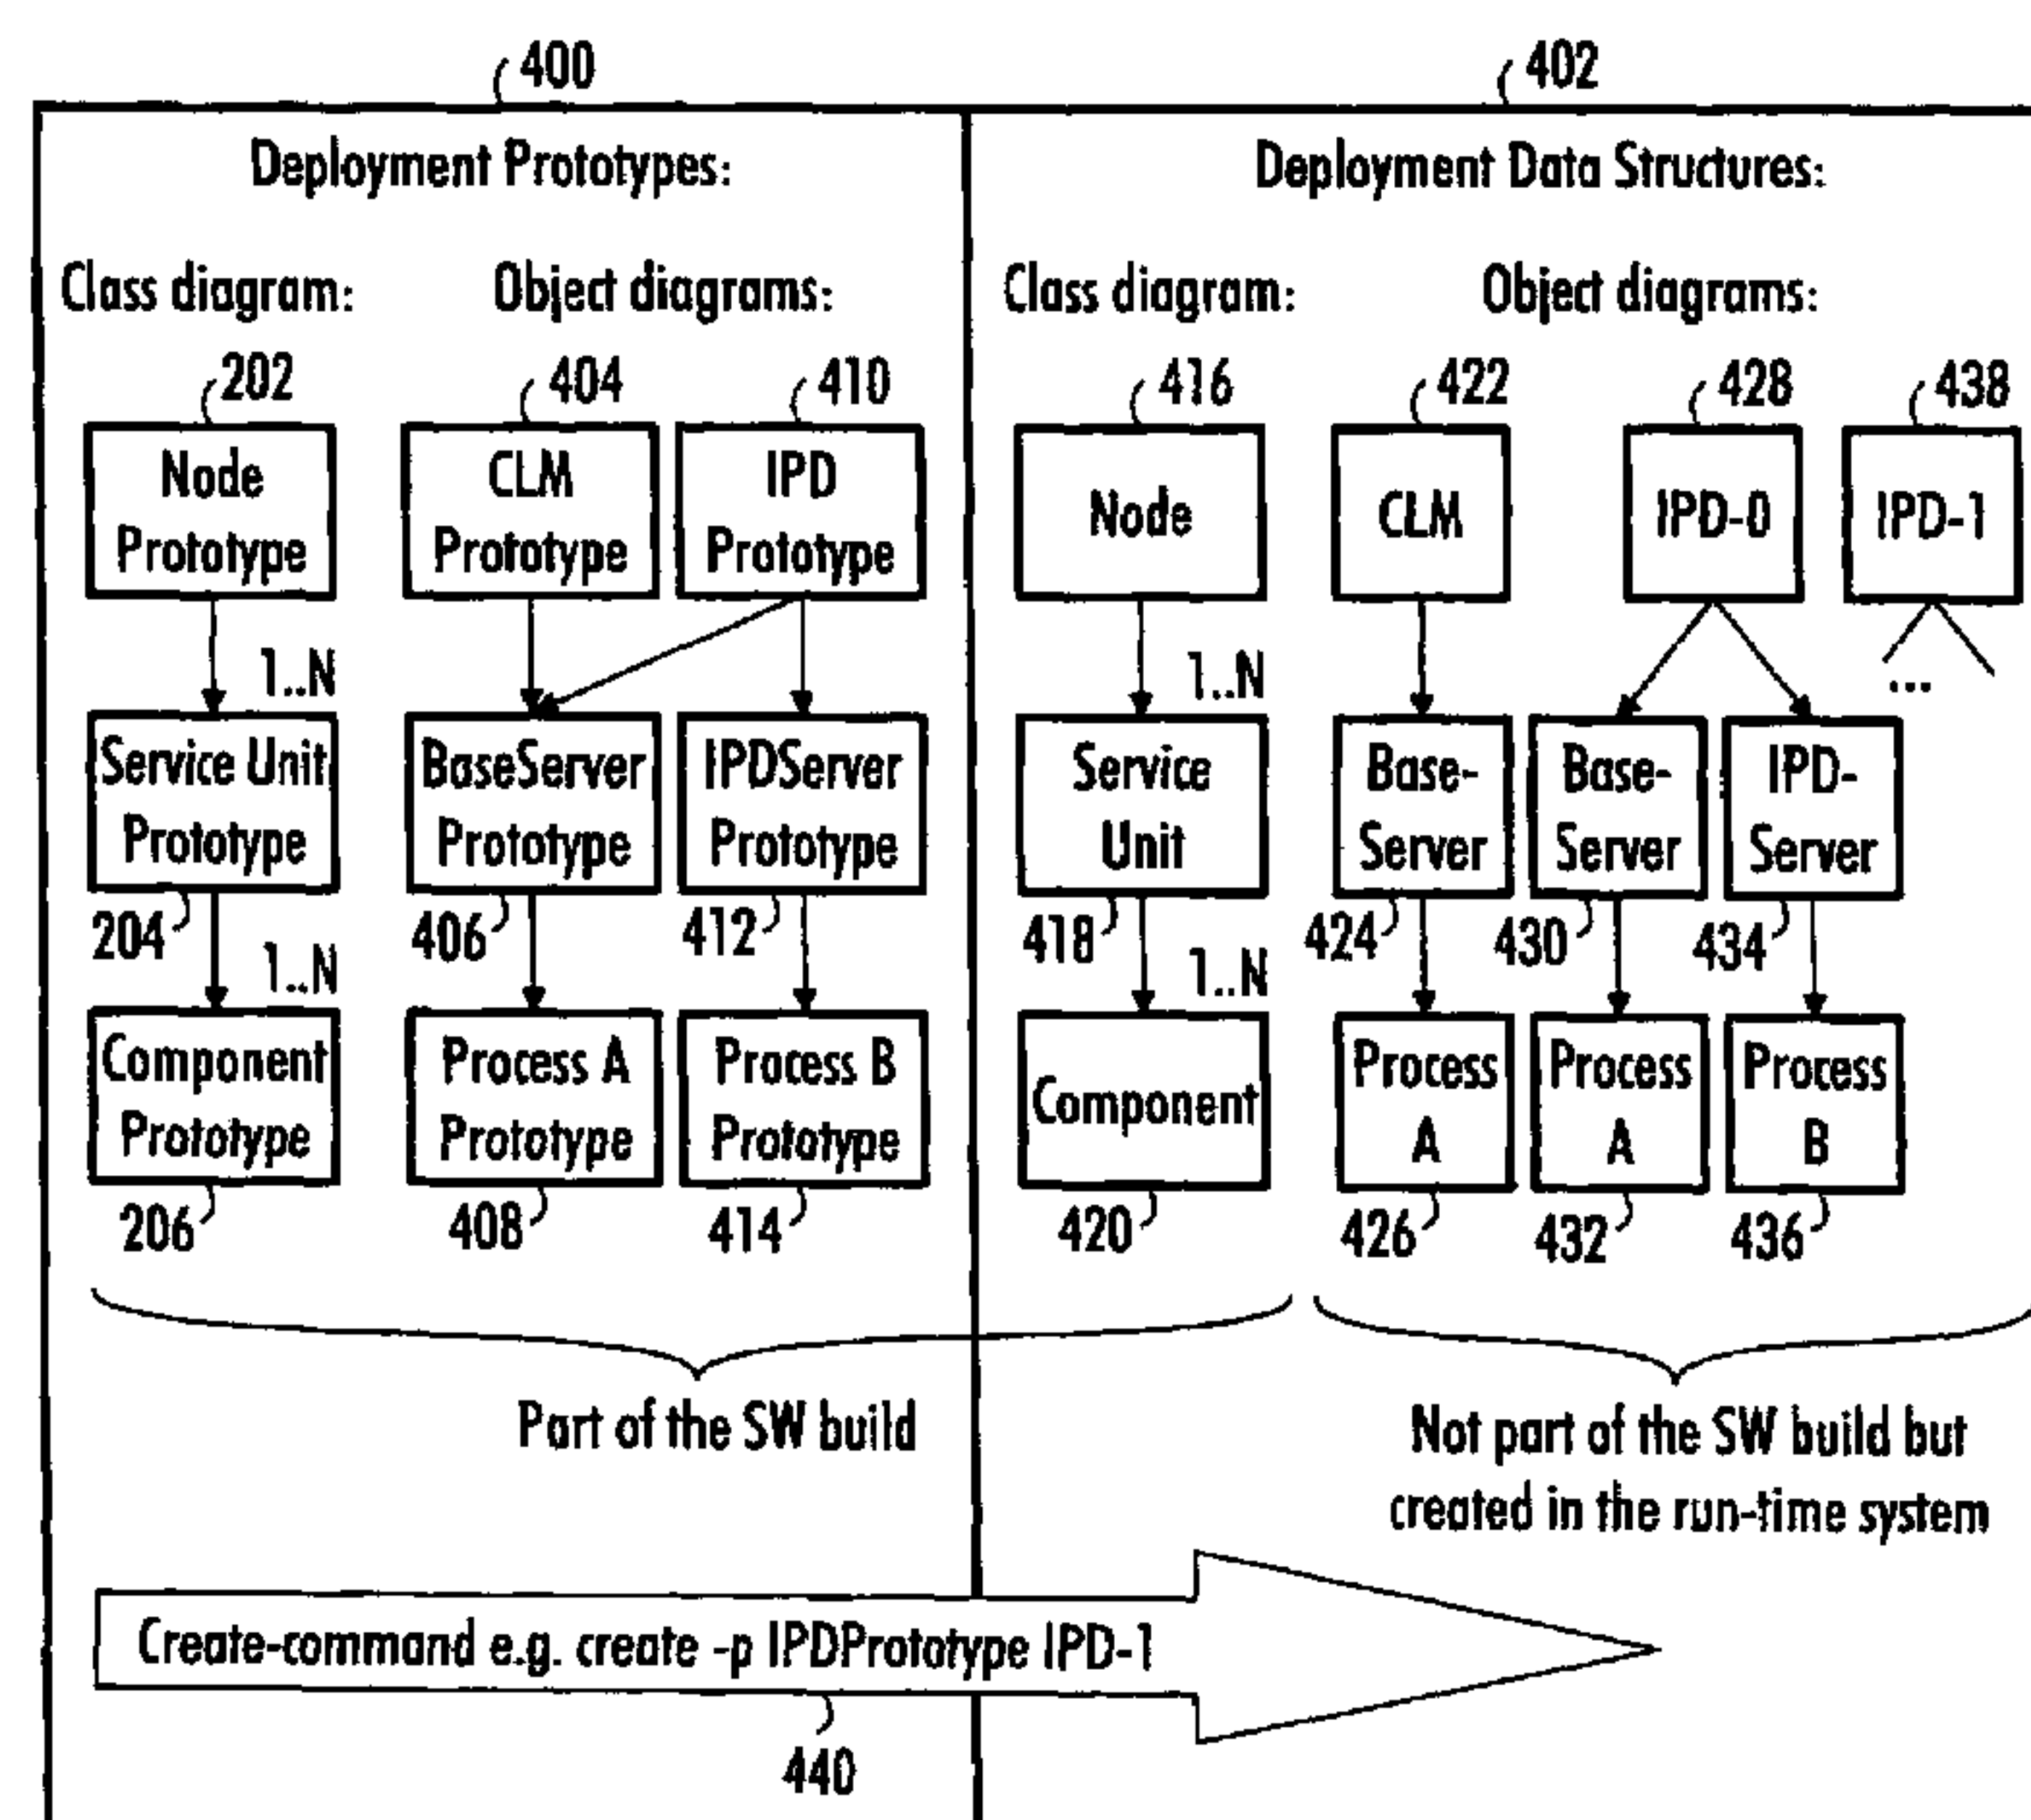 400
402
Deployment Prototypes:
Deployment Data Structures:
Class diagram:
Object diagrams:
Class diagram:
Object diagrams:
202
404
410
416
422
428
438
Node
Prototype
CLM
Prototype
IPD
Prototype
Node
CLM
IPD-0
IPD-1
1..N
1..N
...
Service Unit
Prototype
BaseServer
Prototype
IPDServer
Prototype
Service
Unit
Base-
Server
Base-
Server
IPD-
Server
204
406
412
418
424
430
434
1..N
1..N
Component
Prototype
Process A
Prototype
Process B
Prototype
Component
Process
A
Process
A
Process
B
206
408
414
420
426
432
436
Part of the SW build
Not part of the SW build but
created in the run-time system
Create-command e.g. create -p IPDPrototype IPD-1
440